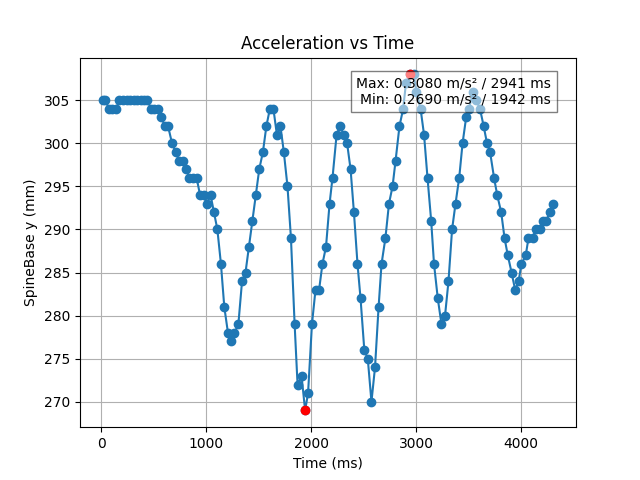 Acceleration vs Time
Max: 0.3080 m/s² / 2941 ms
Min: 0.2690 m/s² / 1942 ms
SpineBase y (mm)
305
300
295
290
285
280
275
270
0 1000 2000 3000 4000
Time (ms)